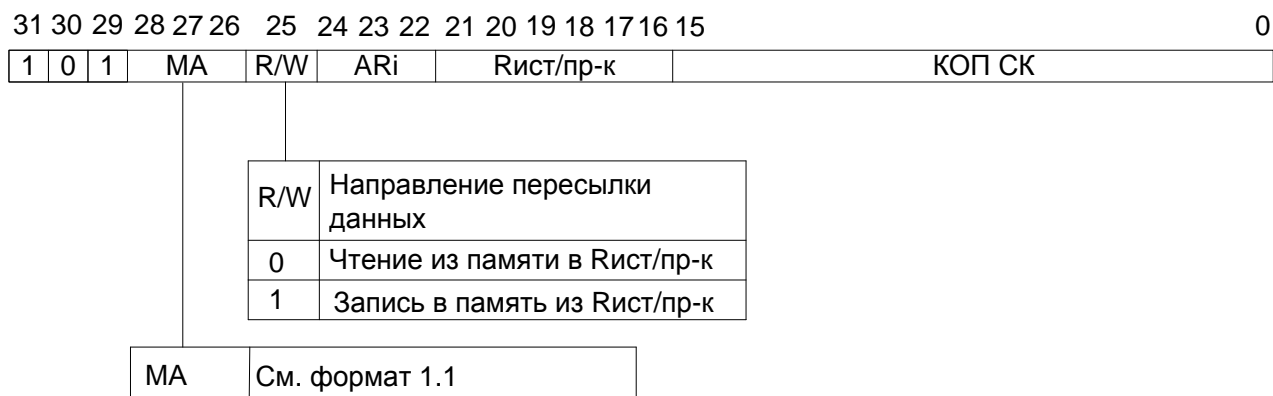 31 30 29 28 27 26 25 24 23 22 21 20 19 18 17 16 15 0
1 0 1 MA R/W ARi Rист/пр-к КОП СК
R/W Направление пересылки
данных
0 Чтение из памяти в Rист/пр-к
1 Запись в память из Rист/пр-к
MA См. формат 1.1